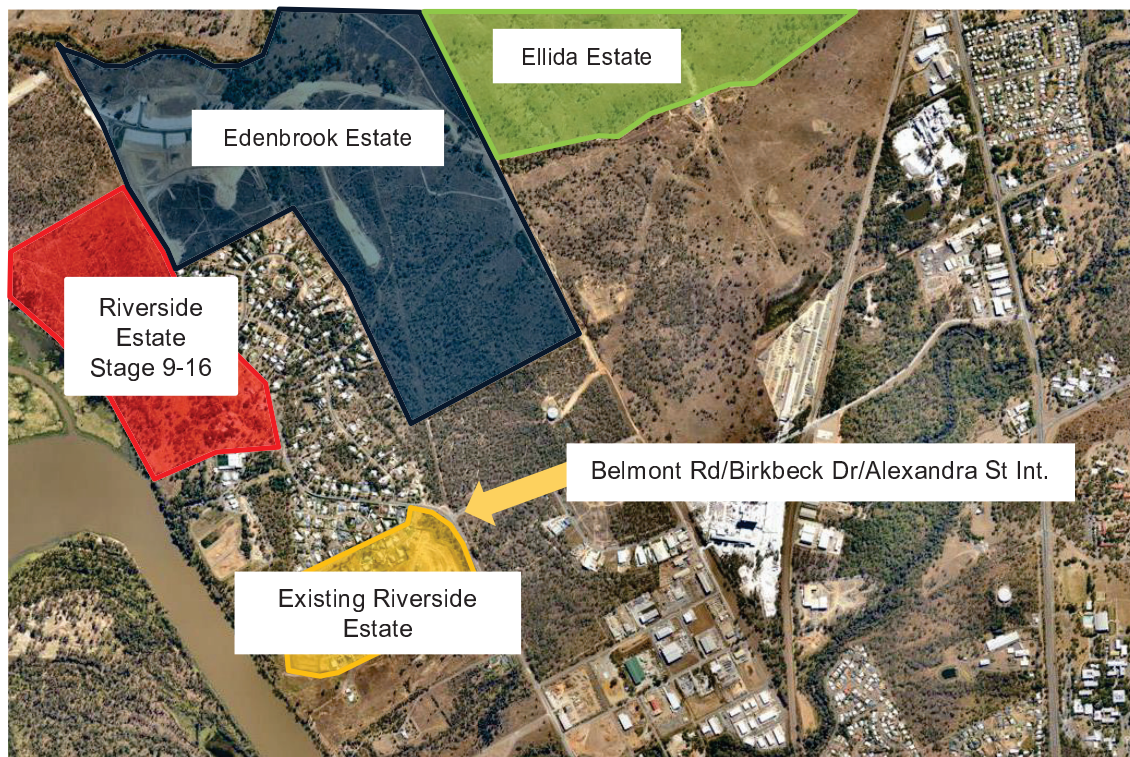 Ellida Estate
Edenbrook Estate
Riverside
Estate
Stage 9-16
Belmont Rd/Birkbeck Dr/Alexandra St Int.
Existing Riverside
Estate